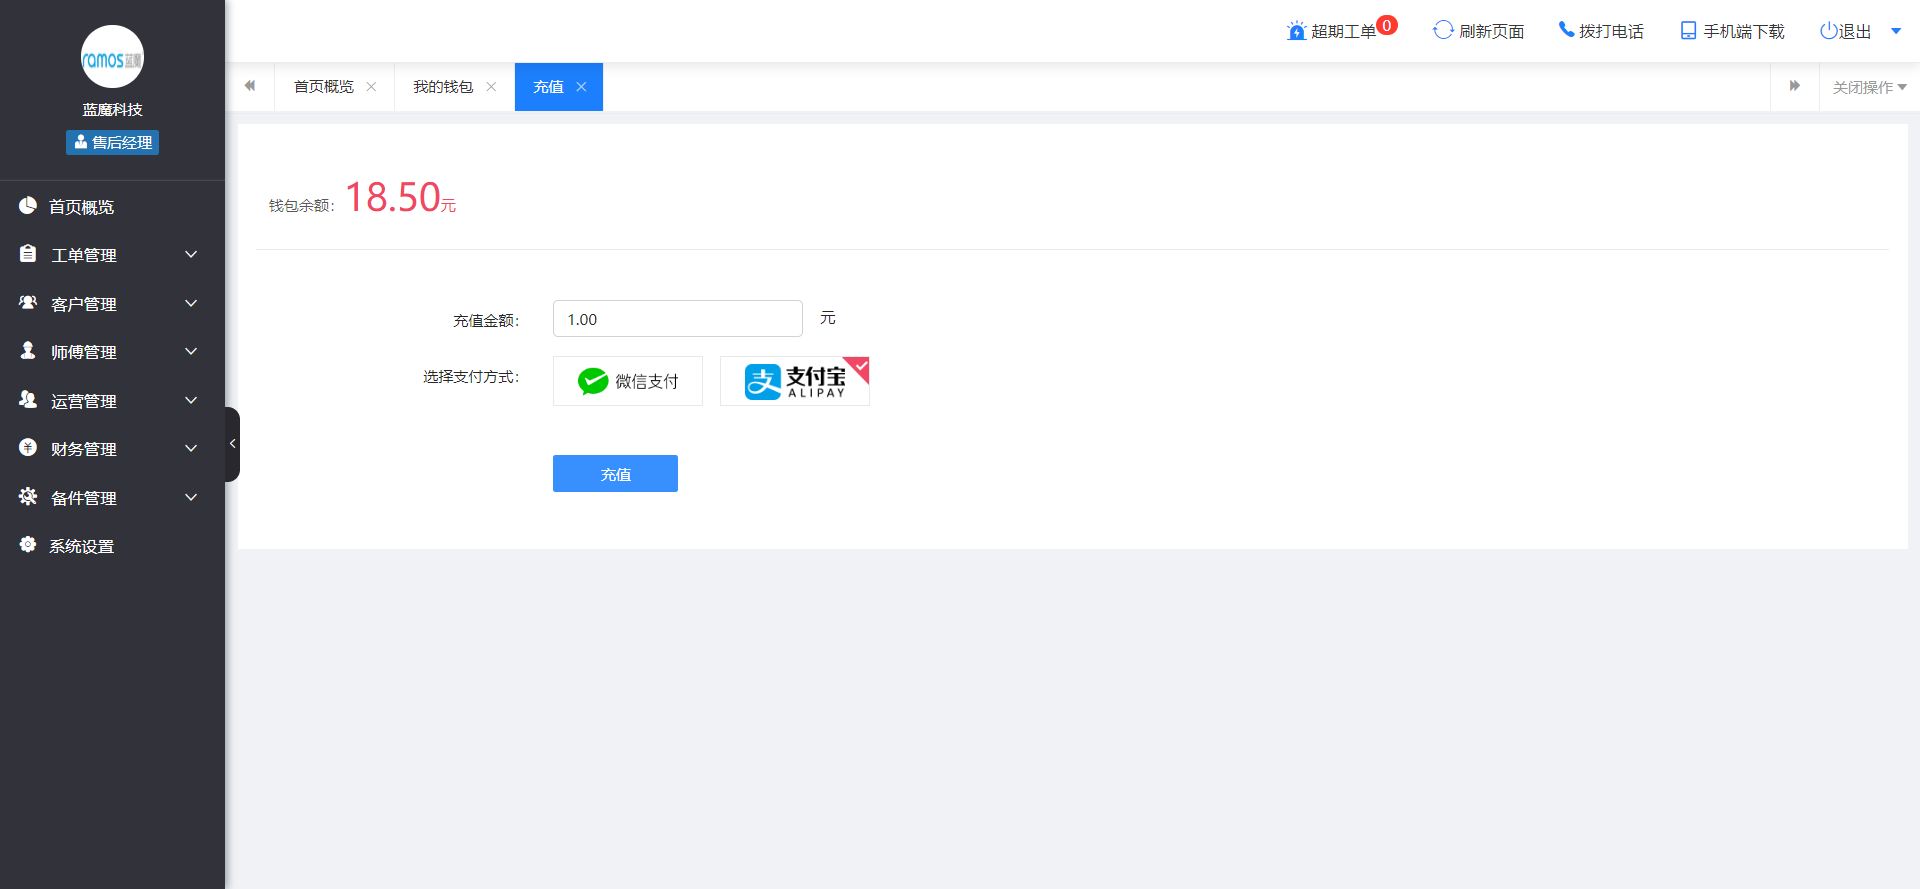 超期工单 0
刷新页面
拨打电话
手机端下载
退出
ramos蓝魔
蓝魔科技
售后经理
首页概览
工单管理
客户管理
师傅管理
运营管理
财务管理
备件管理
系统设置
首页概览
我的钱包
充值
关闭操作
钱包余额: 18.50元
充值金额: 1.00 元
选择支付方式: 微信支付 支付宝
ALIPAY
充值